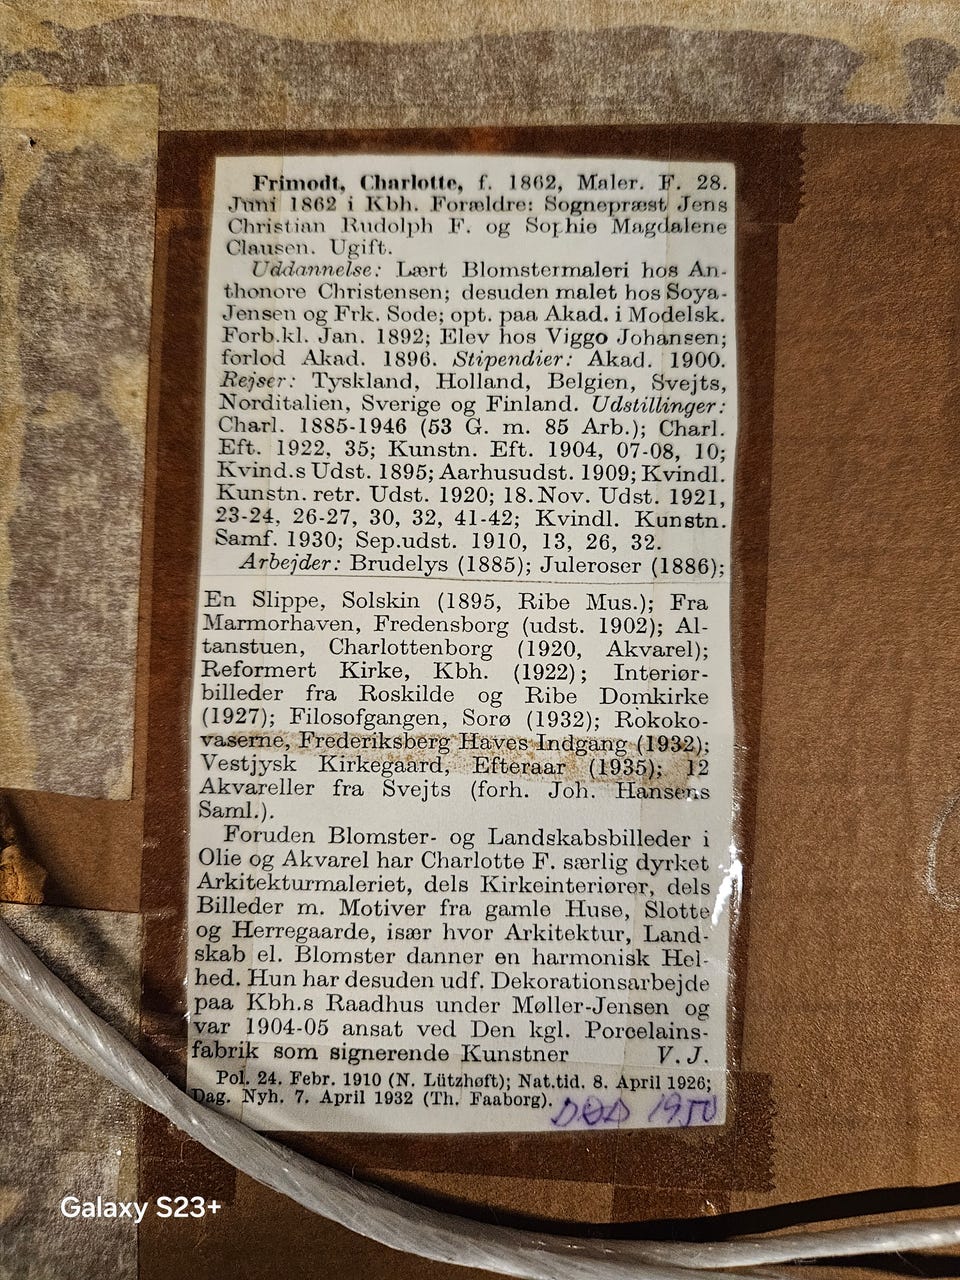 Frimodt, Charlotte, f. 1862, Maler. F. 28.
Juni 1862 i Kbh. Forældre: Sognepræst Jens
Christian Rudolph F. og Sophie Magdalene
Clausen. Ugift.
Uddannelse: Lært Blomstermaleri hos An-
thonore Christensen; desuden malet hos Soya-
Jensen og Frk. Sode; opt. paa Akad. i Modelsk.
Forb.kl. Jan. 1892; Elev hos Viggo Johansen;
forlod Akad. 1896. Stipendier: Akad. 1900.
Rejser: Tyskland, Holland, Belgien, Svejts,
Norditalien, Sverige og Finland. Udstillinger:
Charl. 1885-1946 (53 G. m. 85 Arb.); Charl.
Eft. 1922, 35; Kunstn. Eft. 1904, 07-08, 10;
Kvind.s Udst. 1895; Aarhusudst. 1909; Kvindl.
Kunstn. retr. Udst. 1920; 18. Nov. Udst. 1921,
23-24, 26-27, 30, 32, 41-42; Kvindl. Kunstn.
Samf. 1930; Sep.udst. 1910, 13, 26, 32.
Arbejder: Brudelys (1885); Juleroser (1886);
En Slippe, Solskin (1895, Ribe Mus.); Fra
Marmorhaven, Fredensborg (udst. 1902); Al-
tanstuen, Charlottenborg (1920, Akvarel);
Reformert Kirke, Kbh. (1922); Interiør-
billeder fra Roskilde og Ribe Domkirke
(1927); Filosofgangen, Sorø (1932); Rokoko-
vaserne, Frederiksberg Haves Indgang (1932);
Vestjysk Kirkegaard, Efteraar (1935); 12
Akvareller fra Svejts (forh. Joh. Hansens
Saml.).
Foruden Blomster- og Landskabsbilleder i
Olie og Akvarel har Charlotte F. særlig dyrket
Arkitekturmaleriet, dels Kirkeinteriører, dels
Billeder m. Motiver fra gamle Huse, Slotte
og Herregaarde, især hvor Arkitektur, Land-
skab el. Blomster danner en harmonisk Hel-
hed. Hun har desuden udf. Dekorationsarbejde
paa Kbh.s Raadhus under Møller-Jensen og
var 1904-05 ansat ved Den kgl. Porcelains-
fabrik som signerende Kunstner V. J.
Pol. 24. Febr. 1910 (N. Lützhøft); Nat.tid. 8. April 1926;
Dag. Nyh. 7. April 1932 (Th. Faaborg).
DØD 1950
Galaxy S23+